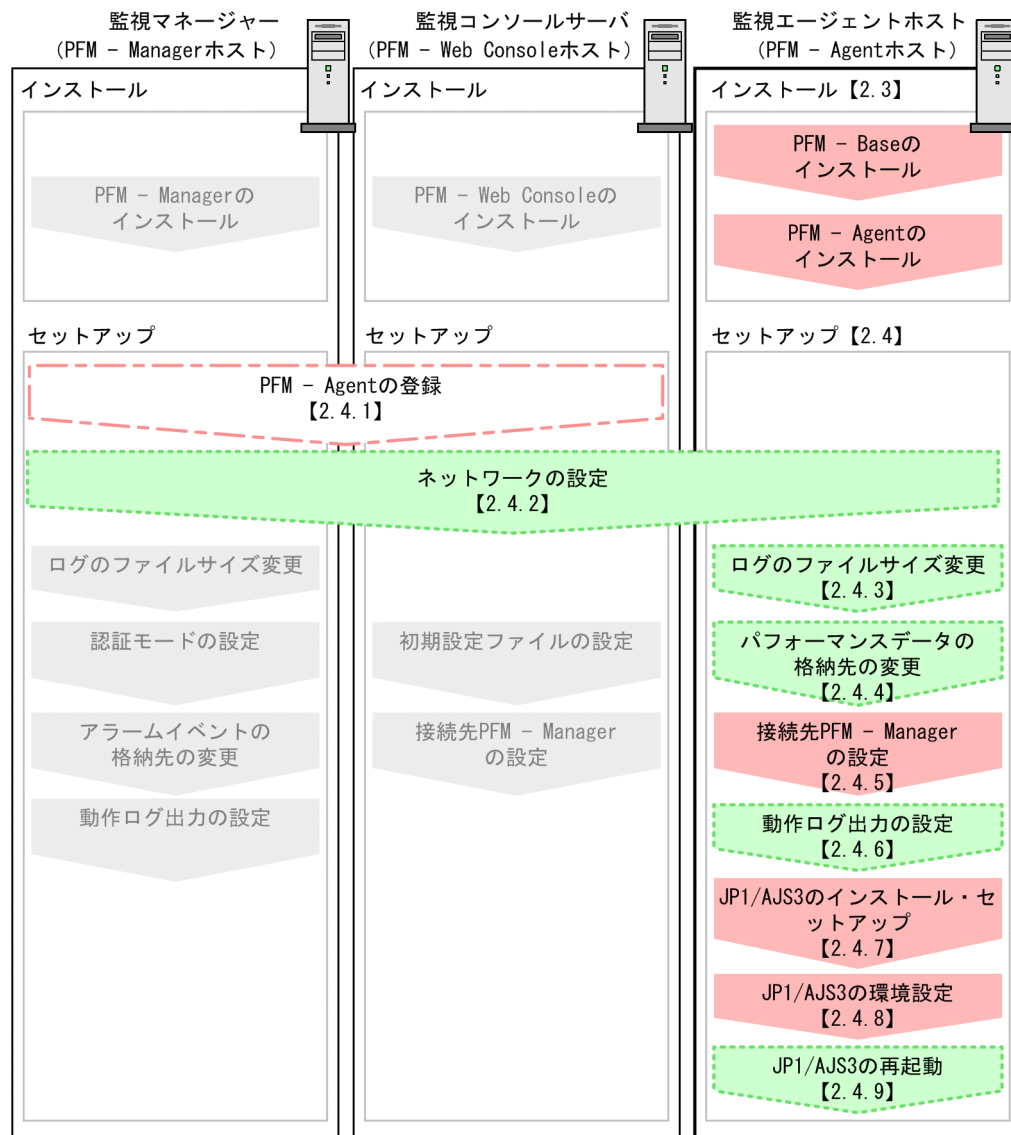 監視マネージャー
(PFM - Managerホスト)
監視コンソールサーバ
(PFM - Web Consoleホスト)
監視エージェントホスト
(PFM - Agentホスト)
インストール
インストール
インストール【2.3】
PFM - Managerの
インストール
PFM - Web Consoleの
インストール
PFM - Baseの
インストール
PFM - Agentの
インストール
セットアップ
セットアップ
セットアップ【2.4】
PFM - Agentの登録
【2.4.1】
ネットワークの設定
【2.4.2】
ログのファイルサイズ変更
認証モードの設定
アラームイベントの
格納先の変更
動作ログ出力の設定
初期設定ファイルの設定
接続先PFM - Manager
の設定
ログのファイルサイズ変更
【2.4.3】
パフォーマンスデータの
格納先の変更
【2.4.4】
接続先PFM - Manager
の設定
【2.4.5】
動作ログ出力の設定
【2.4.6】
JP1/AJS3のインストール・セ
ットアップ
【2.4.7】
JP1/AJS3の環境設定
【2.4.8】
JP1/AJS3の再起動
【2.4.9】